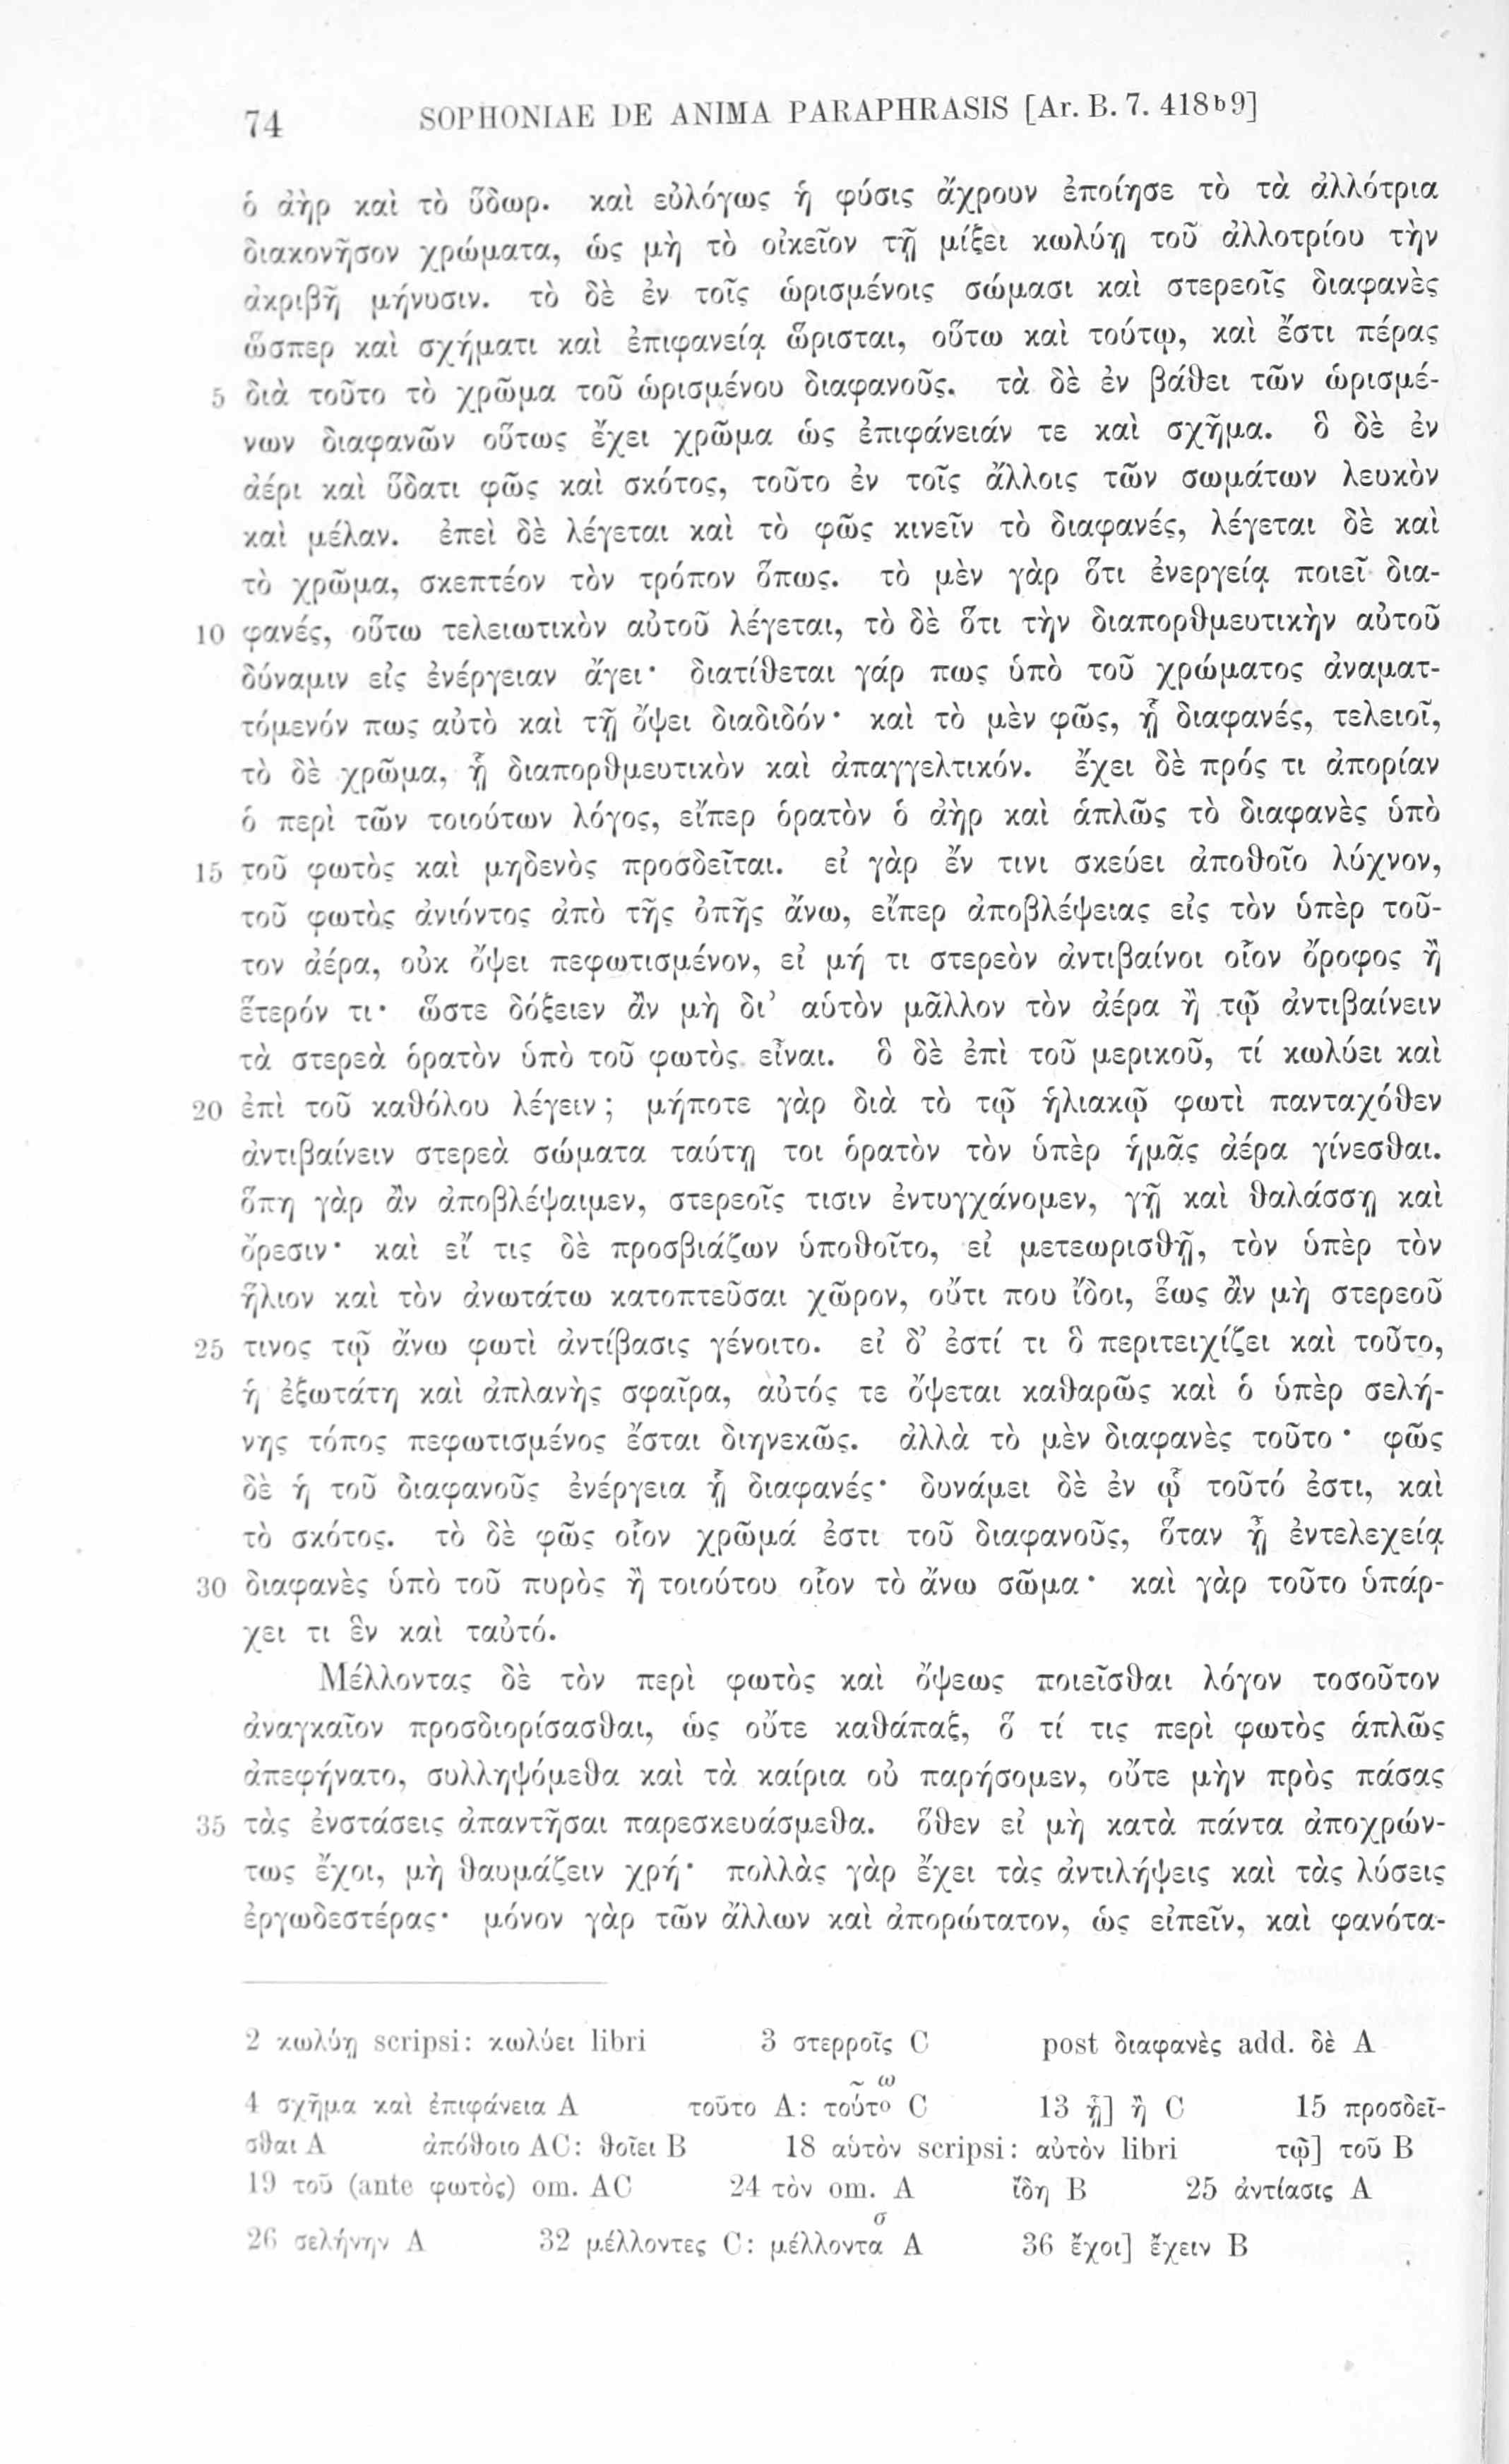 74 SOPHONIAE DE ANIMA PARAPHRASIS [Ar. B. 7. 418ᵇ9]
ὁ ἀὴρ καὶ τὸ ὕδωρ. καὶ εὐλόγως ἡ φύσις ἄχρουν ἐποίησε τὸ τὰ ἀλλότρια
διακονῆσον χρώματα, ὡς μὴ τὸ οἰκεῖον τῇ μίξει κωλύῃ τοῦ ἀλλοτρίου τὴν
ἀκριβῆ μήνυσιν. τὸ δὲ ἐν τοῖς ὡρισμένοις σώμασι καὶ στερεοῖς διαφανὲς
ὥσπερ καὶ σχήματι καὶ ἐπιφανείᾳ ὥρισται, οὕτω καὶ τούτῳ, καὶ ἔστι πέρας
5 διὰ τοῦτο τὸ χρῶμα τοῦ ὡρισμένου διαφανοῦς. τὰ δὲ ἐν βάθει τῶν ὡρισμέ-
νων διαφανῶν οὕτως ἔχει χρῶμα ὡς ἐπιφάνειάν τε καὶ σχῆμα. ὃ δὲ ἐν
ἀέρι καὶ ὕδατι φῶς καὶ σκότος, τοῦτο ἐν τοῖς ἄλλοις τῶν σωμάτων λευκὸν
καὶ μέλαν. ἐπεὶ δὲ λέγεται καὶ τὸ φῶς κινεῖν τὸ διαφανές, λέγεται δὲ καὶ
τὸ χρῶμα, σκεπτέον τὸν τρόπον ὅπως. τὸ μὲν γὰρ ὅτι ἐνεργείᾳ ποιεῖ δια-
10 φανές, οὕτω τελειωτικὸν αὐτοῦ λέγεται, τὸ δὲ ὅτι τὴν διαπορθμευτικὴν αὐτοῦ
δύναμιν εἰς ἐνέργειαν ἄγει· διατίθεται γάρ πως ὑπὸ τοῦ χρώματος ἀναματ-
τόμενόν πως αὐτὸ καὶ τῇ ὄψει διαδιδόν· καὶ τὸ μὲν φῶς, ᾗ διαφανές, τελειοῖ,
τὸ δὲ χρῶμα, ᾗ διαπορθμευτικὸν καὶ ἀπαγγελτικόν. ἔχει δὲ πρός τι ἀπορίαν
ὁ περὶ τῶν τοιούτων λόγος, εἴπερ ὁρατὸν ὁ ἀὴρ καὶ ἁπλῶς τὸ διαφανὲς ὑπὸ
15 τοῦ φωτὸς καὶ μηδενὸς προσδεῖται. εἰ γὰρ ἔν τινι σκεύει ἀποθοῖο λύχνον,
τοῦ φωτὸς ἀνιόντος ἀπὸ τῆς ὀπῆς ἄνω, εἴπερ ἀποβλέψειας εἰς τὸν ὑπὲρ τοῦ-
τον ἀέρα, οὐκ ὄψει πεφωτισμένον, εἰ μή τι στερεὸν ἀντιβαίνοι οἷον ὄροφος ἢ
ἕτερόν τι· ὥστε δόξειεν ἂν μὴ δι’ αὑτὸν μᾶλλον τὸν ἀέρα ἢ τῷ ἀντιβαίνειν
τὰ στερεὰ ὁρατὸν ὑπὸ τοῦ φωτὸς εἶναι. ὃ δὲ ἐπὶ τοῦ μερικοῦ, τί κωλύει καὶ
20 ἐπὶ τοῦ καθόλου λέγειν; μήποτε γὰρ διὰ τὸ τῷ ἡλιακῷ φωτὶ πανταχόθεν
ἀντιβαίνειν στερεὰ σώματα ταύτῃ τοι ὁρατὸν τὸν ὑπὲρ ἡμᾶς ἀέρα γίνεσθαι.
ὅπη γὰρ ἂν ἀποβλέψαιμεν, στερεοῖς τισιν ἐντυγχάνομεν, γῇ καὶ θαλάσσῃ καὶ
ὄρεσιν· καὶ εἴ τις δὲ προσβιάζων ὑποθοῖτο, εἰ μετεωρισθῇ, τὸν ὑπὲρ τὸν
ἥλιον καὶ τὸν ἀνωτάτω κατοπτεῦσαι χῶρον, οὔτι που ἴδοι, ἕως ἂν μὴ στερεοῦ
25 τινος τῷ ἄνω φωτὶ ἀντίβασις γένοιτο. εἰ δ’ ἐστί τι ὃ περιτειχίζει καὶ τοῦτο,
ἡ ἐξωτάτη καὶ ἀπλανὴς σφαῖρα, αὐτός τε ὄψεται καθαρῶς καὶ ὁ ὑπὲρ σελή-
νης τόπος πεφωτισμένος ἔσται διηνεκῶς. ἀλλὰ τὸ μὲν διαφανὲς τοῦτο· φῶς
δὲ ἡ τοῦ διαφανοῦς ἐνέργεια ᾗ διαφανές· δυνάμει δὲ ἐν ᾧ τοῦτό ἐστι, καὶ
τὸ σκότος. τὸ δὲ φῶς οἷον χρῶμά ἐστι τοῦ διαφανοῦς, ὅταν ᾖ ἐντελεχείᾳ
30 διαφανὲς ὑπὸ τοῦ πυρὸς ἢ τοιούτου οἷον τὸ ἄνω σῶμα· καὶ γὰρ τοῦτο ὑπάρ-
χει τι ἓν καὶ ταὐτό.
Μέλλοντας δὲ τὸν περὶ φωτὸς καὶ ὄψεως ποιεῖσθαι λόγον τοσοῦτον
ἀναγκαῖον προσδιορίσασθαι, ὡς οὔτε καθάπαξ, ὅ τί τις περὶ φωτὸς ἁπλῶς
ἀπεφήνατο, συλληψόμεθα καὶ τὰ καίρια οὐ παρήσομεν, οὔτε μὴν πρὸς πάσας
35 τὰς ἐνστάσεις ἀπαντῆσαι παρεσκευάσμεθα. ὅθεν εἰ μὴ κατὰ πάντα ἀποχρών-
τως ἔχοι, μὴ θαυμάζειν χρή· πολλὰς γὰρ ἔχει τὰς ἀντιλήψεις καὶ τὰς λύσεις
ἐργωδεστέρας· μόνον γὰρ τῶν ἄλλων καὶ ἀπορώτατον, ὡς εἰπεῖν, καὶ φανότα-
2 κωλύῃ scripsi: κωλύει libri 3 στερροῖς C post διαφανὲς add. δὲ A
4 σχῆμα καὶ ἐπιφάνεια A τοῦτο A: τούτο͂ω C 13 ᾗ] ἢ C 15 προσδεῖ-
σθαι A ἀπόθοιο AC: θοῖει B 18 αὑτὸν scripsi: αὐτὸν libri τῷ] τοῦ B
19 τοῦ (ante φωτὸς) om. AC 24 τὸν om. A ἴδη B 25 ἀντίασις A
26 σελήνην A 32 μέλλοντες C: μέλλοντασ A 36 ἔχοι] ἔχειν B